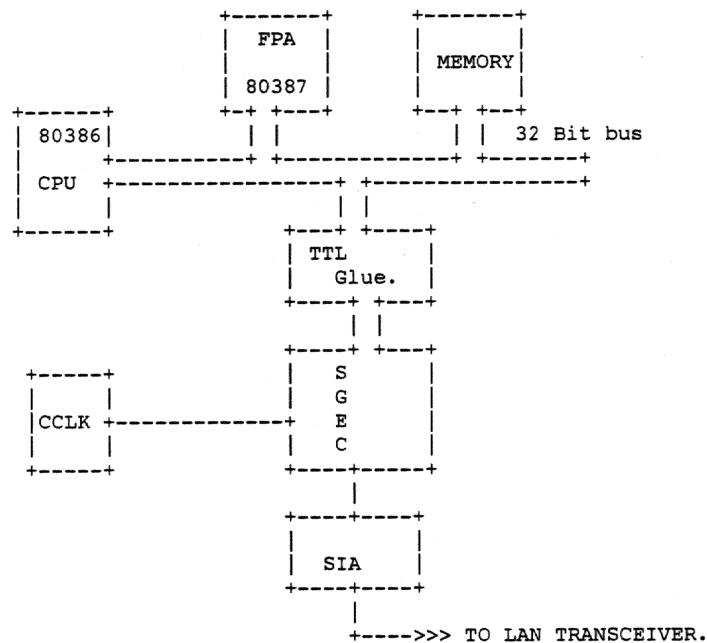 FPA
MEMORY
80387
80386
32 Bit bus
CPU
TTL
Glue.
S
G
E
C
CCLK
SIA
TO LAN TRANSCEIVER.